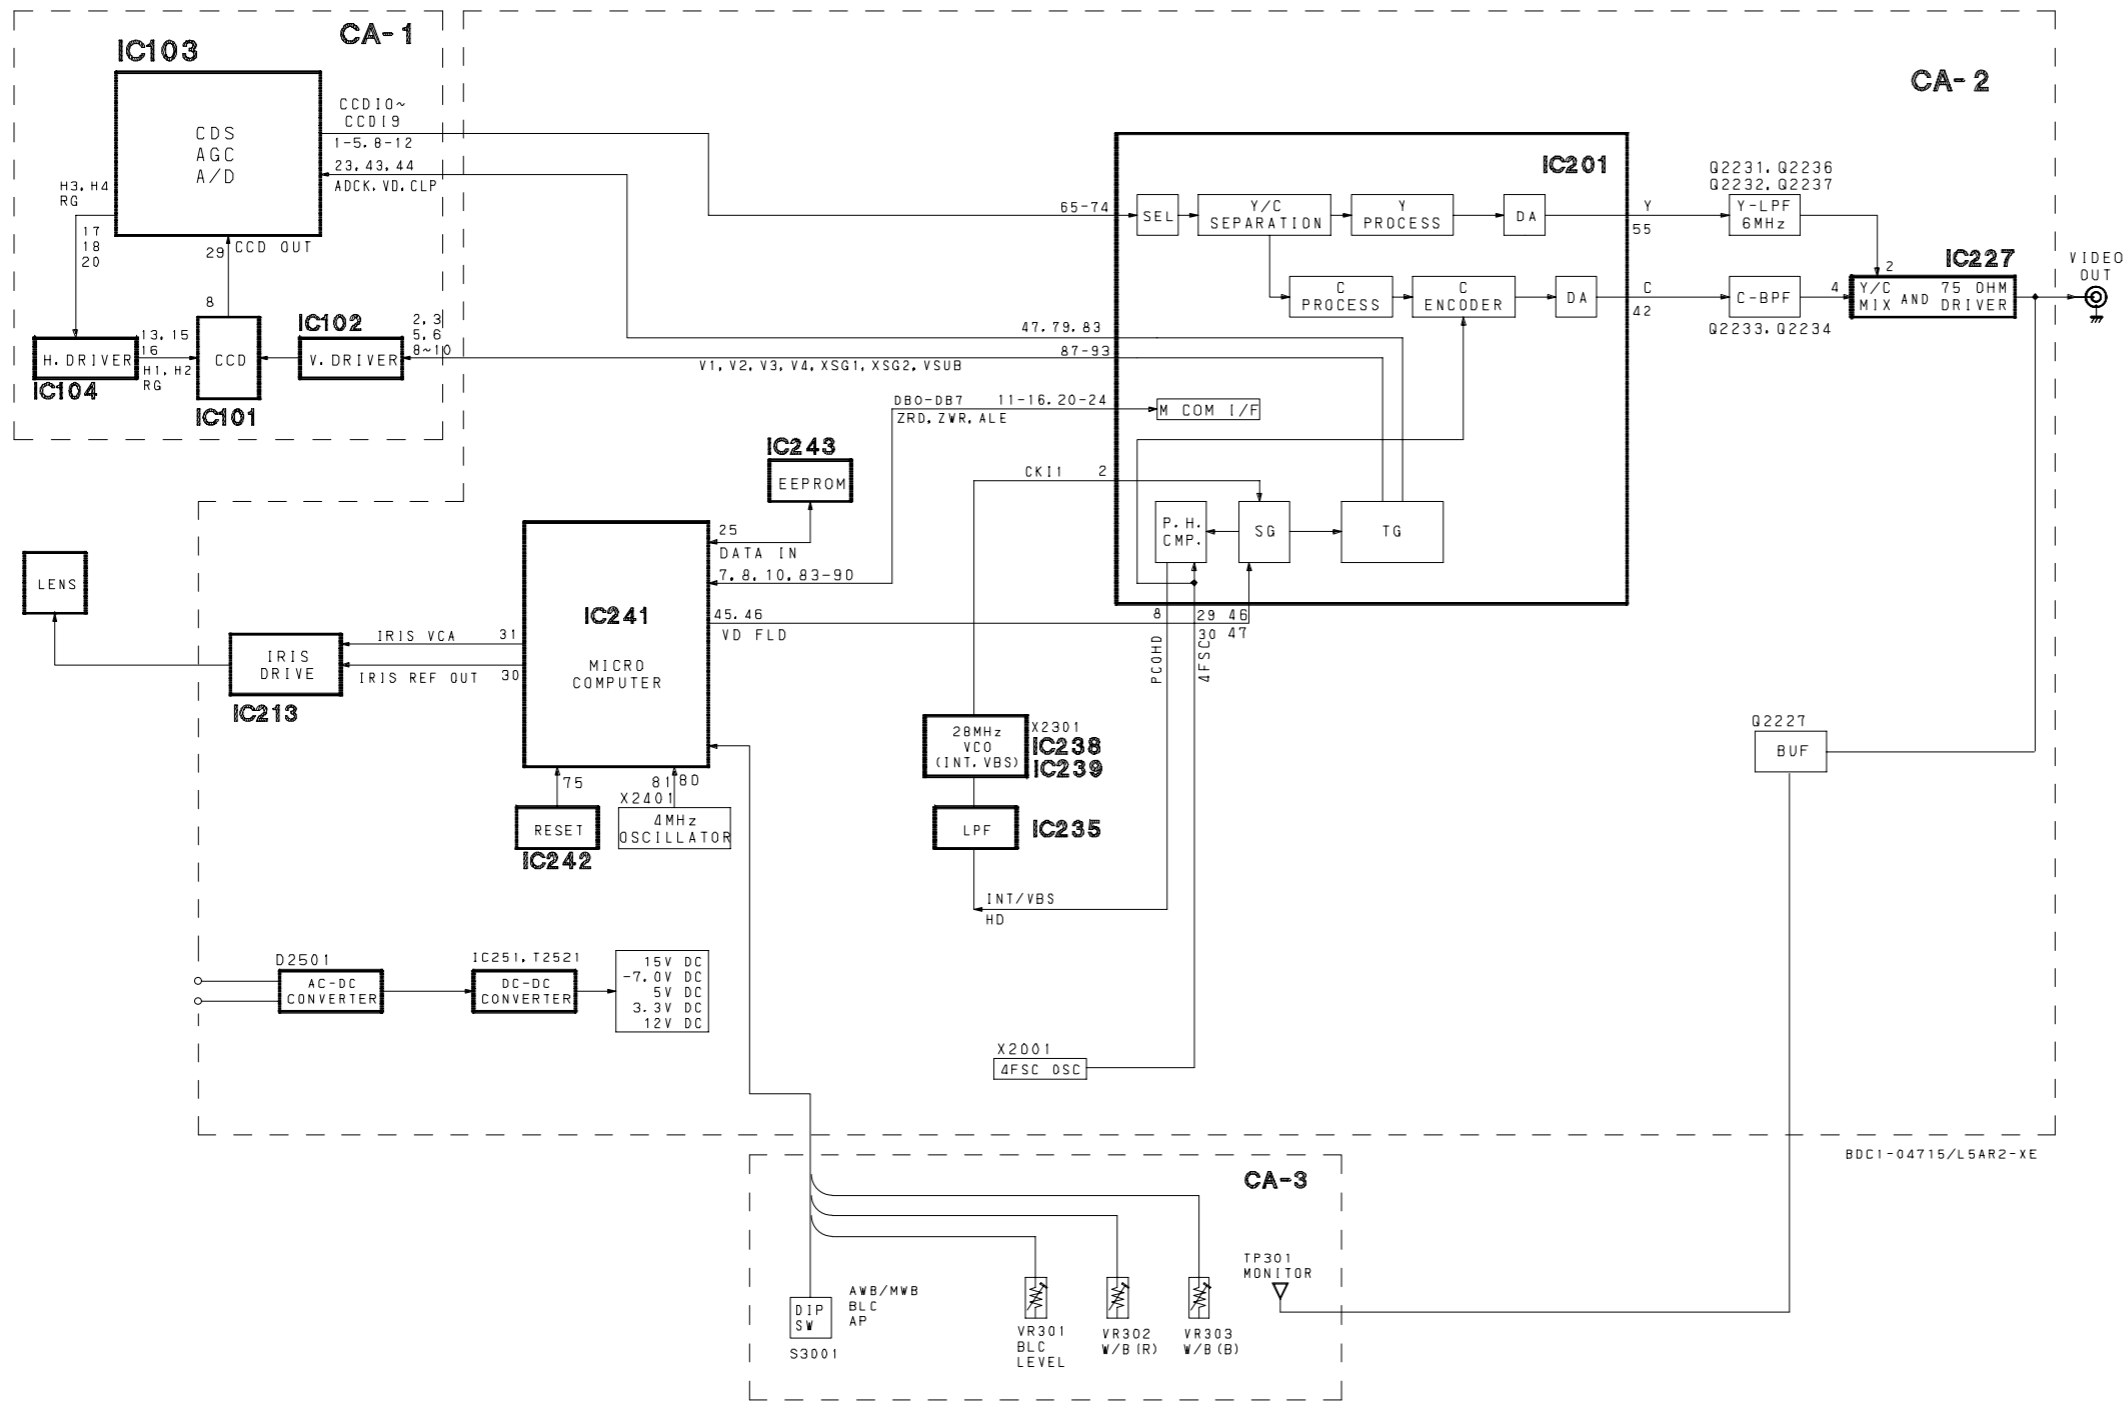 CA-1
IC103
CDS
AGC
A/D
CCDI0~
CCDI9
1-5.8-12
23.43.44
ADCK.VD.CLP
H3.H4
RG
17
18
20
29
CCD OUT
8
H.DRIVER
IC104
13.15
16
H1.H2
RG
CCD
IC101
IC102
V.DRIVER
2.3
5.6
8~10
CA-2
IC201
65-74
SEL
Y/C
SEPARATION
Y
PROCESS
DA
Y
55
Q2231.Q2236
Q2232.Q2237
Y-LPF
6MHz
C
PROCESS
C
ENCODER
DA
C
42
C-BPF
Q2233.Q2234
2
4
IC227
Y/C
MIX AND
75 OHM
DRIVER
VIDEO
OUT
47.79.83
87-93
V1.V2.V3.V4.XSG1.XSG2.VSUB
DB0-DB7
11-16.20-24
ZRD.ZWR.ALE
M COM I/F
CKI1
2
P.H.
CMP.
SG
TG
8
29
30
46
47
PCOHD
4FSC
IC243
EEPROM
25
DATA IN
7.8.10.83-90
IC241
MICRO
COMPUTER
45.46
VD FLD
LENS
IRIS
DRIVE
IC213
IRIS VCA
31
IRIS REF OUT
30
75
RESET
IC242
81
80
X2401
4MHz
OSCILLATOR
28MHz
VCO
(INT.VBS)
X2301
IC238
IC239
LPF
IC235
INT/VBS
HD
Q2227
BUF
D2501
AC-DC
CONVERTER
IC251.T2521
DC-DC
CONVERTER
15V DC
-7.0V DC
5V DC
3.3V DC
12V DC
X2001
4FSC OSC
BDC1-04715/L5AR2-XE
CA-3
DIP
SW
S3001
AWB/MWB
BLC
AP
VR301
BLC
LEVEL
VR302
W/B(R)
VR303
W/B(B)
TP301
MONITOR